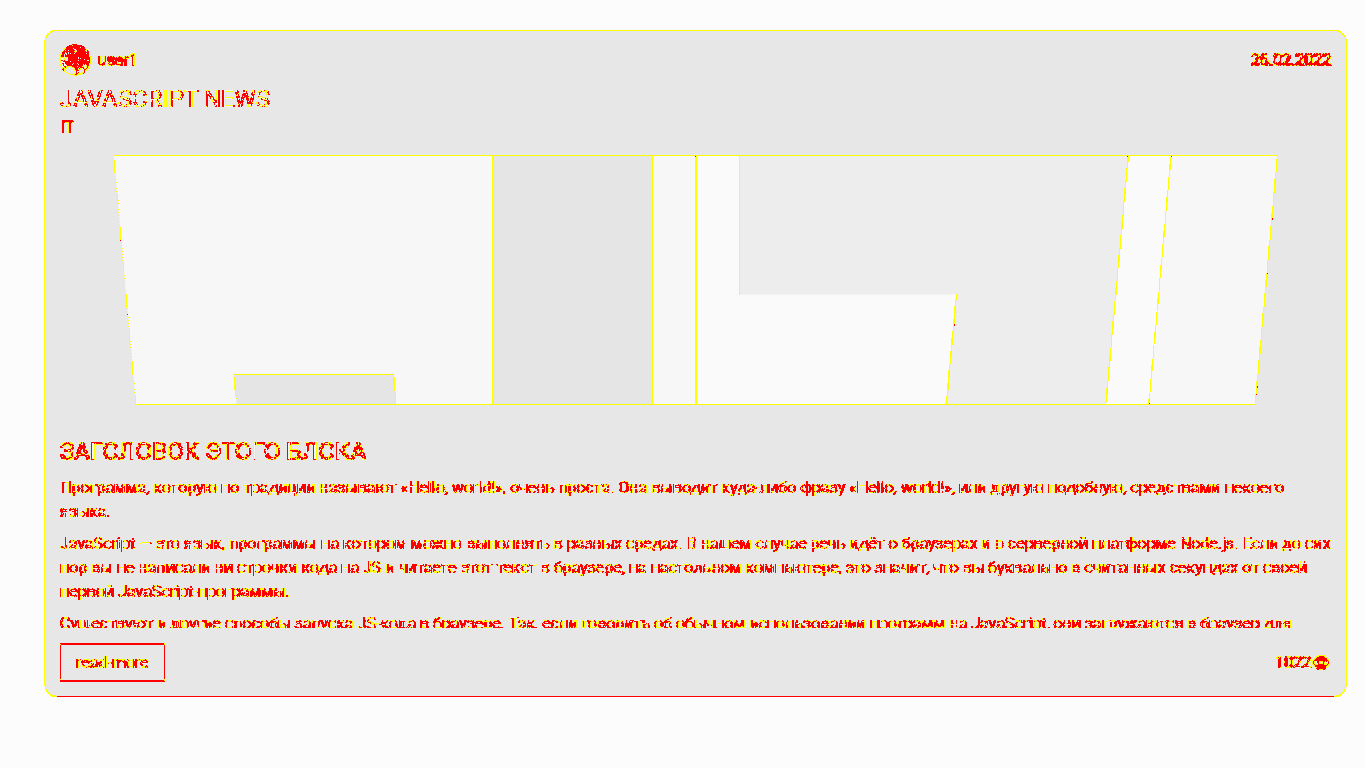 user1 25.02.2022
JAVASCRIPT NEWS
IT
ЗАГОЛОВОК ЭТОГО БЛОКА
Программа, которую по традиции называют «Hello, world!», очень проста. Она выводит куда-либо фразу «Hello, world!», или другую подобную, средствами некоего
языка.
JavaScript — это язык, программы на котором можно выполнять в разных средах. В нашем случае речь идёт о браузерах и о серверной платформе Node.js. Если до сих
пор вы не написали ни строчки кода на JS и читаете этот текст в браузере, на настольном компьютере, это значит, что вы буквально в считанных секундах от своей
первой JavaScript-программы.
Существуют и другие способы запуска JS-кода в браузере. Так, если говорить об обычном использовании программ на JavaScript, они загружаются в браузер для
read more